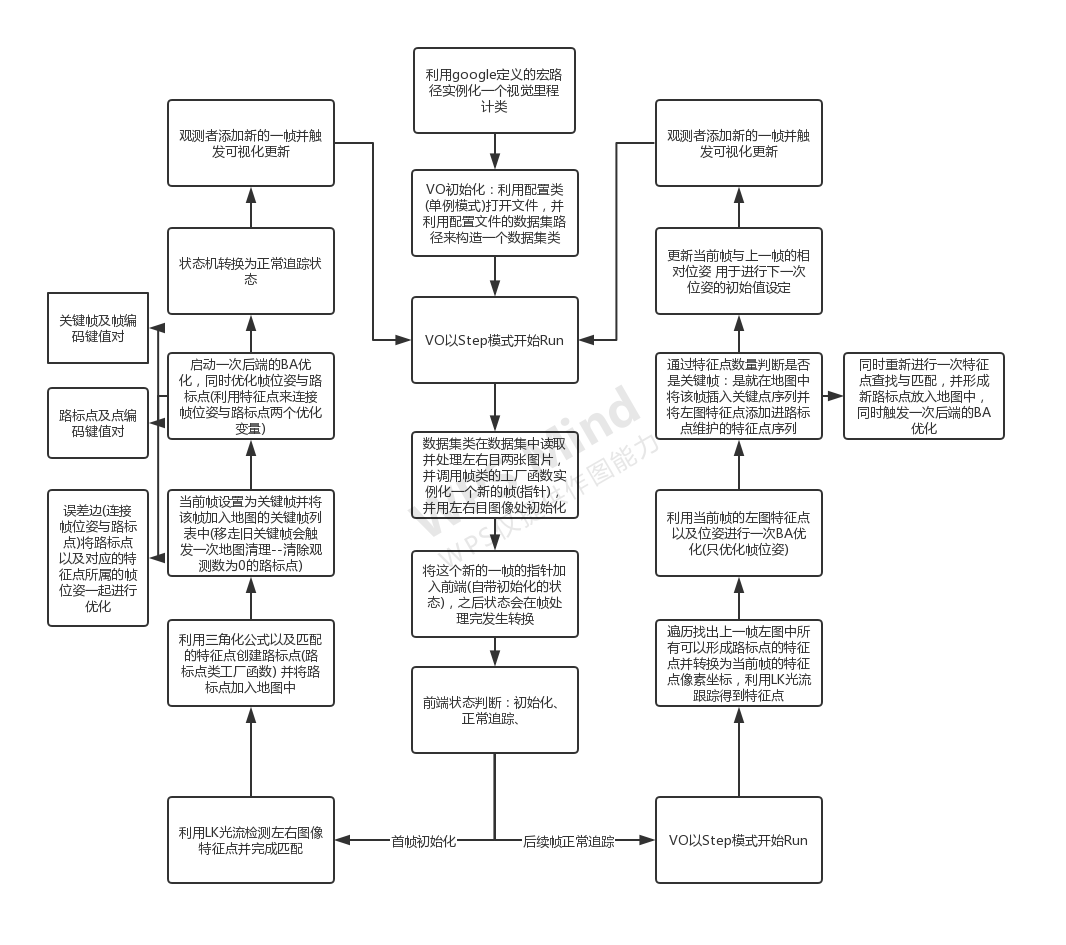 利用google定义的宏路
径实例化一个视觉里程
计类
VO初始化：利用配置类
(单例模式)打开文件，并
利用配置文件的数据集路
径来构造一个数据集类
VO以Step模式开始Run
数据集类在数据集中读取
并处理左右目两张图片，
并调用帧类的工厂函数实
例化一个新的帧(指针)，
并用左右目图像处初始化
将这个新的一帧的指针加
入前端(自带初始化的状
态)，之后状态会在帧处
理完发生转换
前端状态判断：初始化、
正常追踪、
首帧初始化
后续帧正常追踪
利用LK光流检测左右图像
特征点并完成匹配
利用三角化公式以及匹配
的特征点创建路标点(路
标点类工厂函数) 并将路
标点加入地图中
当前帧设置为关键帧并将
该帧加入地图的关键帧列
表中(移走旧关键帧会触
发一次地图清理--清除观
测数为0的路标点)
启动一次后端的BA优
化，同时优化帧位姿与路
标点(利用特征点来连接
帧位姿与路标点两个优化
变量)
关键帧及帧编
码键值对
路标点及点编
码键值对
误差边(连接
帧位姿与路标
点)将路标点
以及对应的特
征点所属的帧
位姿一起进行
优化
状态机转换为正常追踪状
态
观测者添加新的一帧并触
发可视化更新
VO以Step模式开始Run
遍历找出上一帧左图中所
有可以形成路标点的特征
点并转换为当前帧的特征
点像素坐标，利用LK光流
跟踪得到特征点
利用当前帧的左图特征点
以及位姿进行一次BA优
化(只优化帧位姿)
通过特征点数量判断是否
是关键帧：是就在地图中
将该帧插入关键点序列并
将左图特征点添加进路标
点维护的特征点序列
同时重新进行一次特征
点查找与匹配，并形成
新路标点放入地图中，
同时触发一次后端的BA
优化
更新当前帧与上一帧的相
对位姿 用于进行下一次
位姿的初始值设定
观测者添加新的一帧并触
发可视化更新